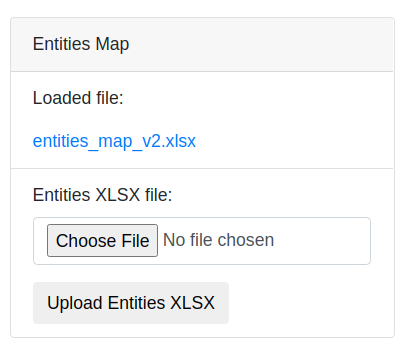 Entities Map
Loaded file:
entities_map_v2.xlsx
Entities XLSX file:
Choose File No file chosen
Upload Entities XLSX